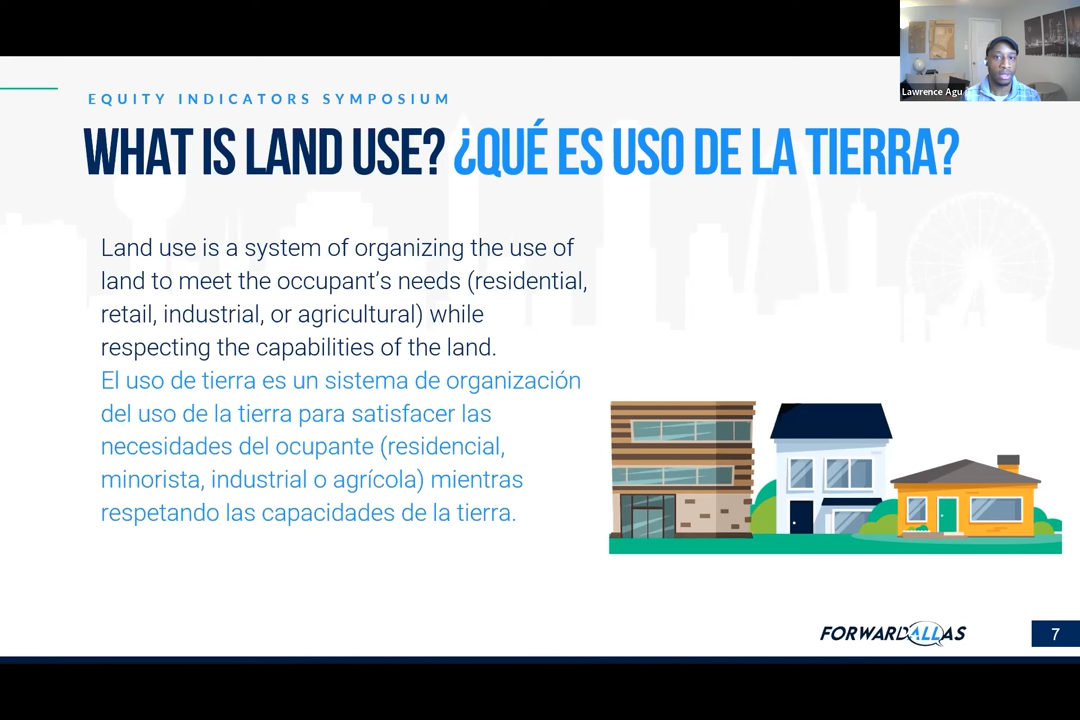 Lawrence Agu
EQUITY INDICATORS SYMPOSIUM
WHAT IS LAND USE? ¿QUÉ ES USO DE LA TIERRA?
Land use is a system of organizing the use of
land to meet the occupant's needs (residential,
retail, industrial, or agricultural) while
respecting the capabilities of the land.
El uso de tierra es un sistema de organización
del uso de la tierra para satisfacer las
necesidades del ocupante (residencial,
minorista, industrial o agrícola) mientras
respetando las capacidades de la tierra.
FORWARDALLAS
7